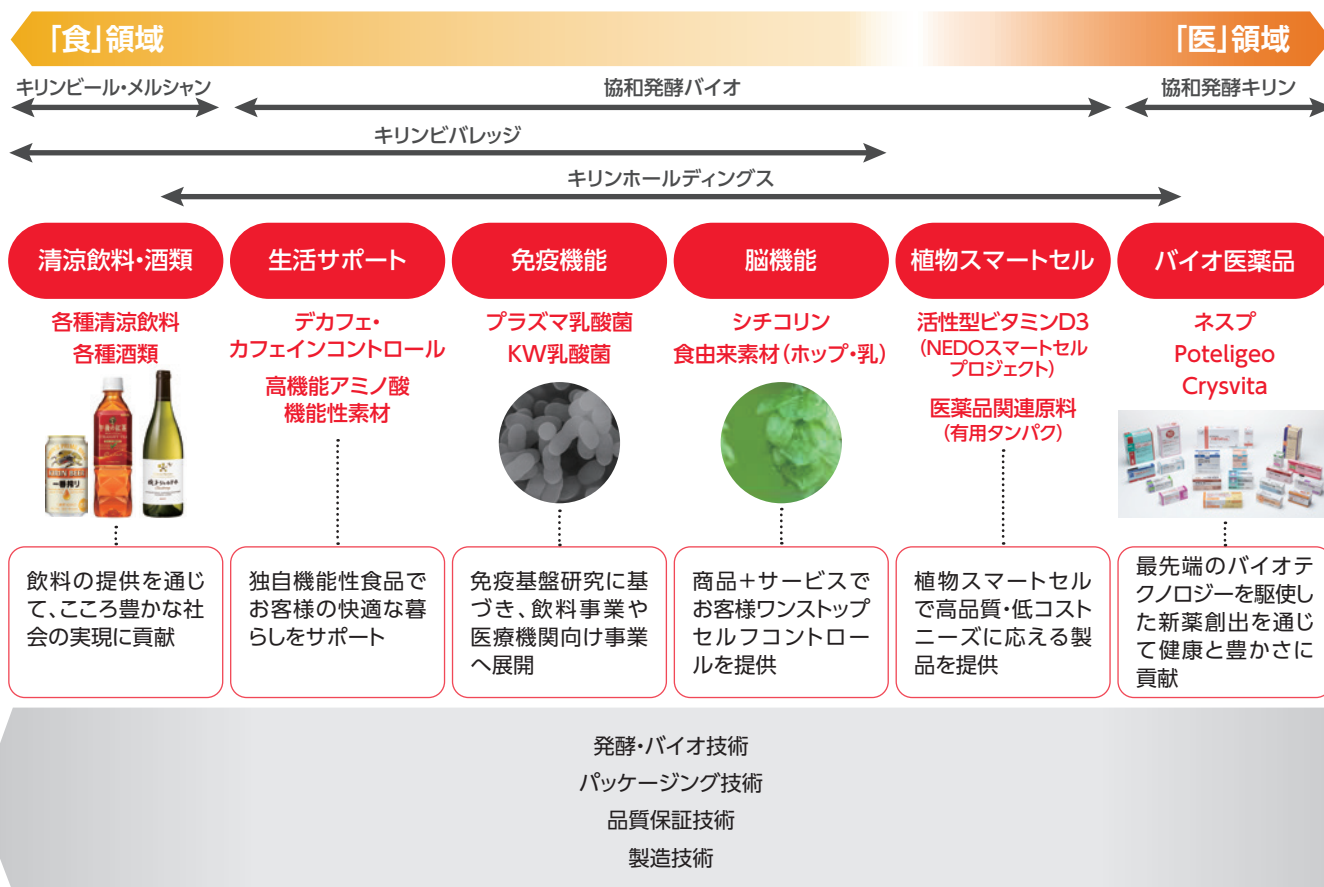 「食」領域
「医」領域
キリンビール・メルシャン
協和発酵バイオ
協和発酵キリン
キリンビバレッジ
キリンホールディングス
清涼飲料・酒類
生活サポート
免疫機能
脳機能
植物スマートセル
バイオ医薬品
各種清涼飲料
各種酒類
デカフェ・
カフェインコントロール
高機能アミノ酸
機能性素材
プラズマ乳酸菌
KW乳酸菌
シチコリン
食由来素材(ホップ・乳)
活性型ビタミンD3
(NEDOスマートセル
プロジェクト)
医薬品関連原料
(有用タンパク)
ネスプ
Poteligeo
Crysvita
KIRIN BEER
一番搾り
午後の紅茶
飲料の提供を通じ
て、こころ豊かな社
会の実現に貢献
独自機能性食品で
お客様の快適な暮
らしをサポート
免疫基盤研究に基
づき、飲料事業や
医療機関向け事業
へ展開
商品+サービスで
お客様ワンストップ
セルフコントロー
ルを提供
植物スマートセル
で高品質・低コスト
ニーズに応える製
品を提供
最先端のバイオテ
クノロジーを駆使し
た新薬創出を通じ
て健康と豊かさに
貢献
発酵・バイオ技術
パッケージング技術
品質保証技術
製造技術